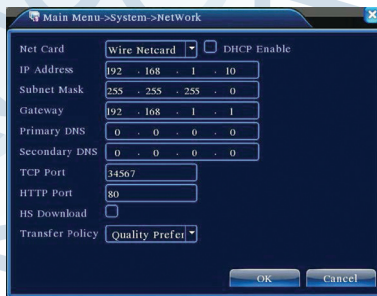 Main Menu->System->NetWork
Net Card Wire Netcard DHCP Enable
IP Address 192 . 168 . 1 . 10
Subnet Mask 255 . 255 . 255 . 0
Gateway 192 . 168 . 1 . 1
Primary DNS 0 . 0 . 0 . 0
Secondary DNS 0 . 0 . 0 . 0
TCP Port 34567
HTTP Port 80
HS Download
Transfer Policy Quality Prefer
OK Cancel